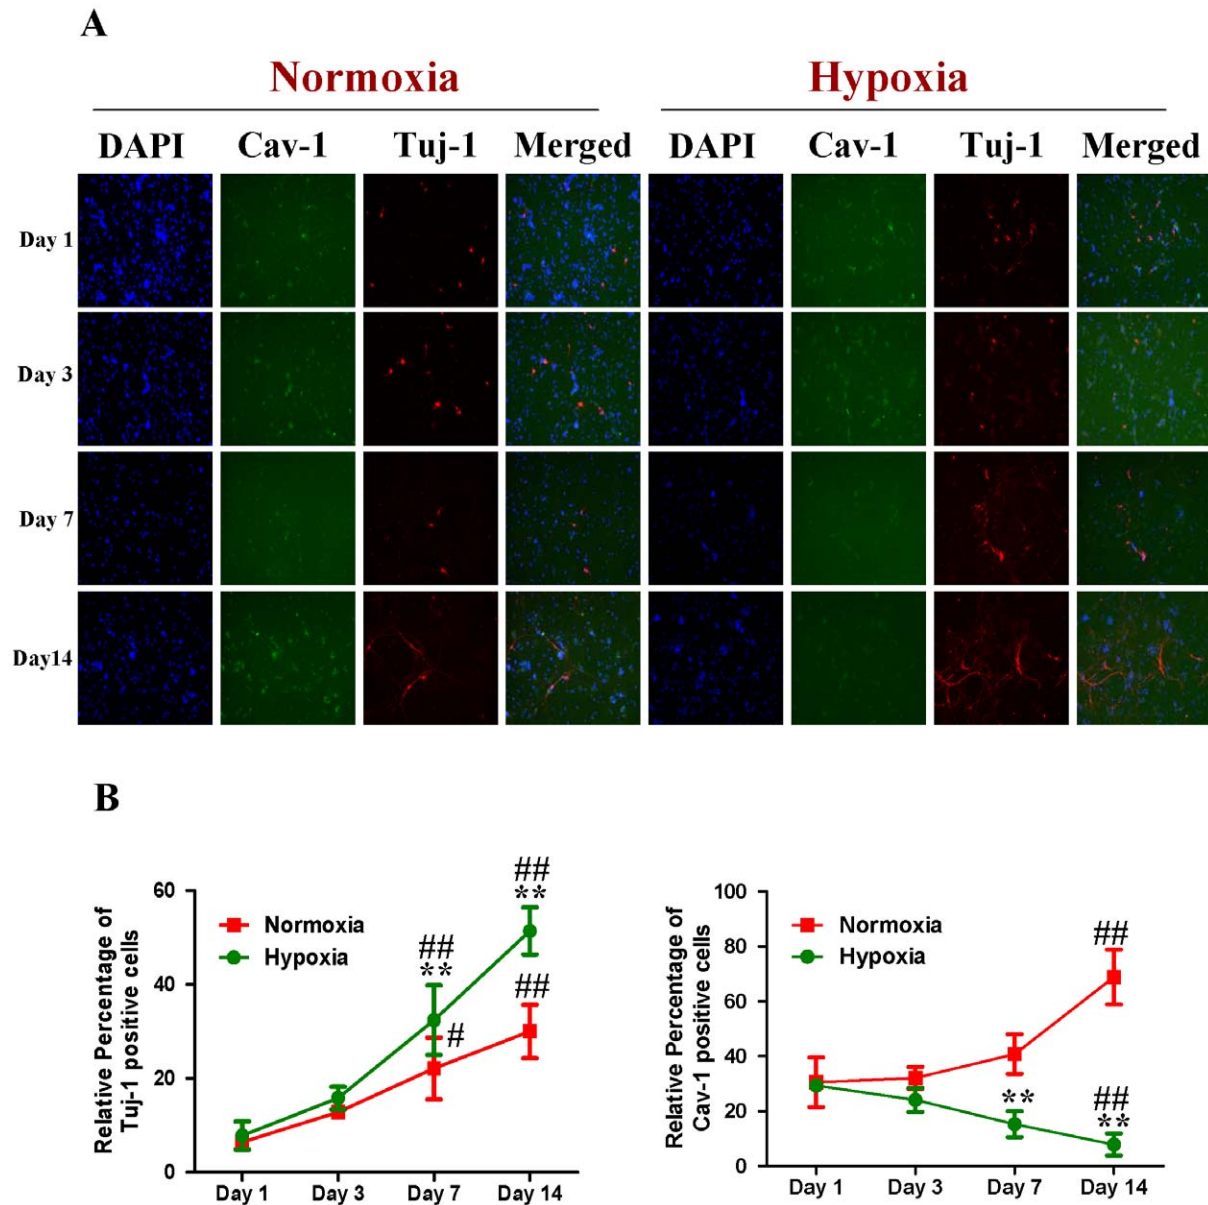 A
Normoxia Hypoxia
DAPI Cav-1 Tuj-1 Merged DAPI Cav-1 Tuj-1 Merged
Day 1
Day 3
Day 7
Day14
B
Relative Percentage of
Tuj-1 positive cells
60
40
20
0
Normoxia
Hypoxia
##
**
#
##
**
##
Day 1 Day 3 Day 7 Day 14
Relative Percentage of
Cav-1 positive cells
100
80
60
40
20
0
Normoxia
Hypoxia
##
**
##
**
Day 1 Day 3 Day 7 Day 14